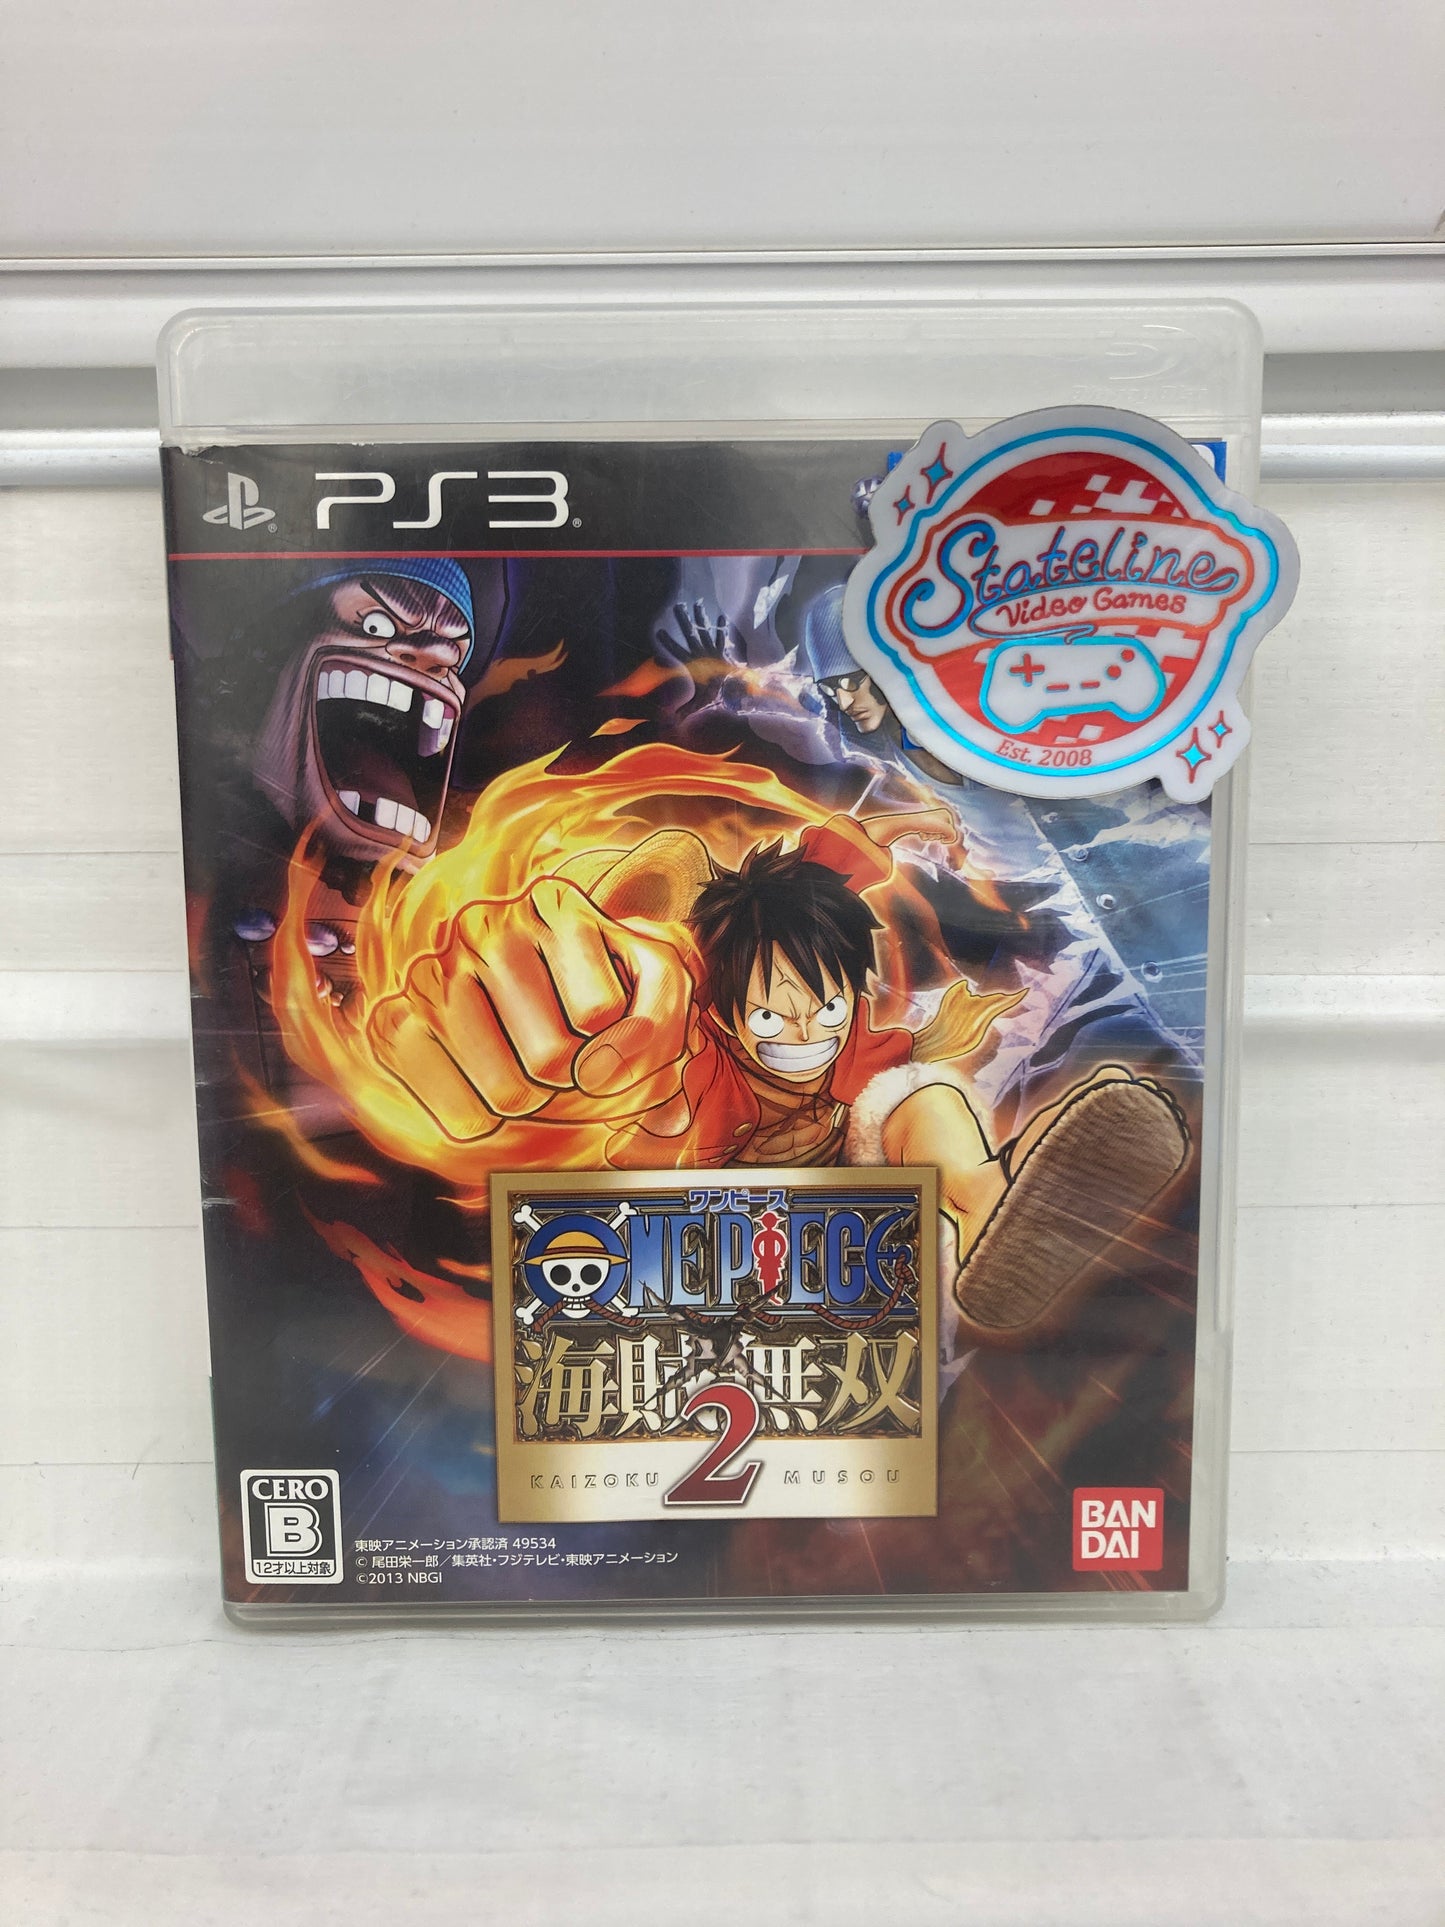 PS3
Stateline
Video Games
Est. 2008
ワンピース
ONE PIECE
海賊無双
2
KAIZOKU MUSOU
CERO
B
12才以上対象
東映アニメーション承認済 49534
© 尾田栄一郎／集英社・フジテレビ・東映アニメーション
©2013 NBGI
BAN
DAI